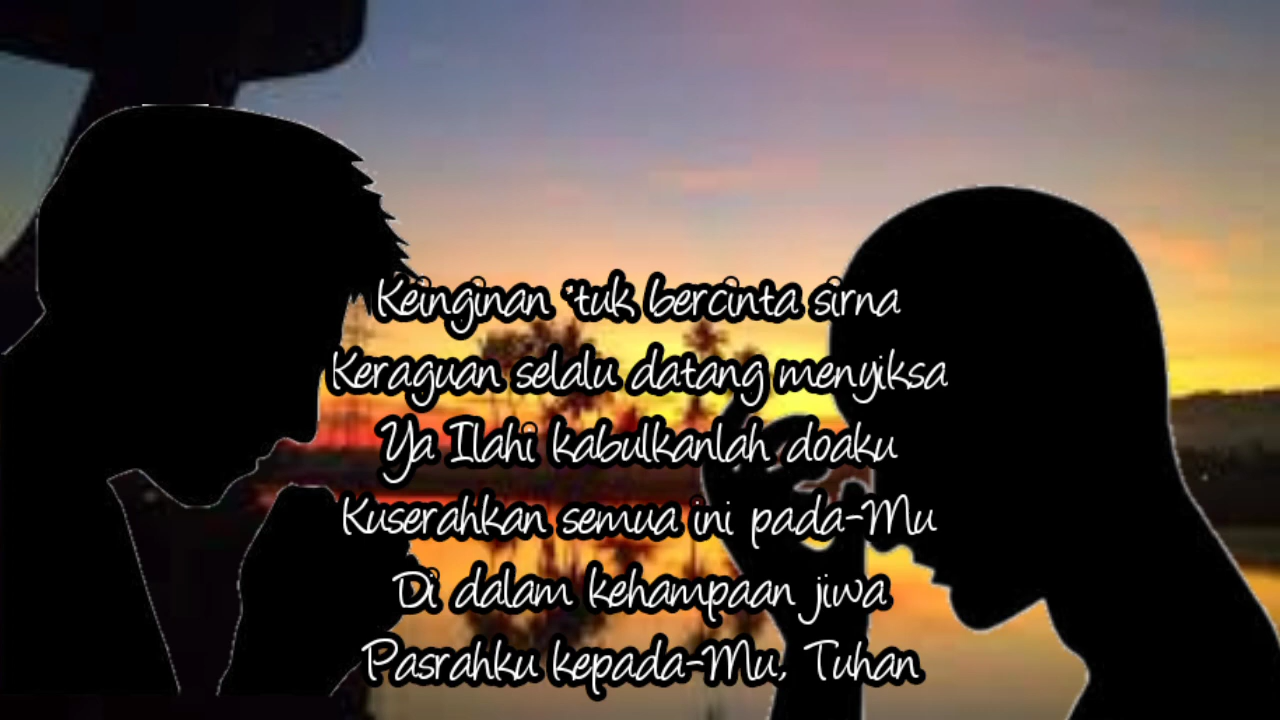 Keinginan 'tuk bercinta sirna
Keraguan selalu datang menyiksa
Ya Ilahi kabulkanlah doaku
Kuserahkan semua ini pada-Mu
Di dalam kehampaan jiwa
Pasrahku kepada-Mu, Tuhan